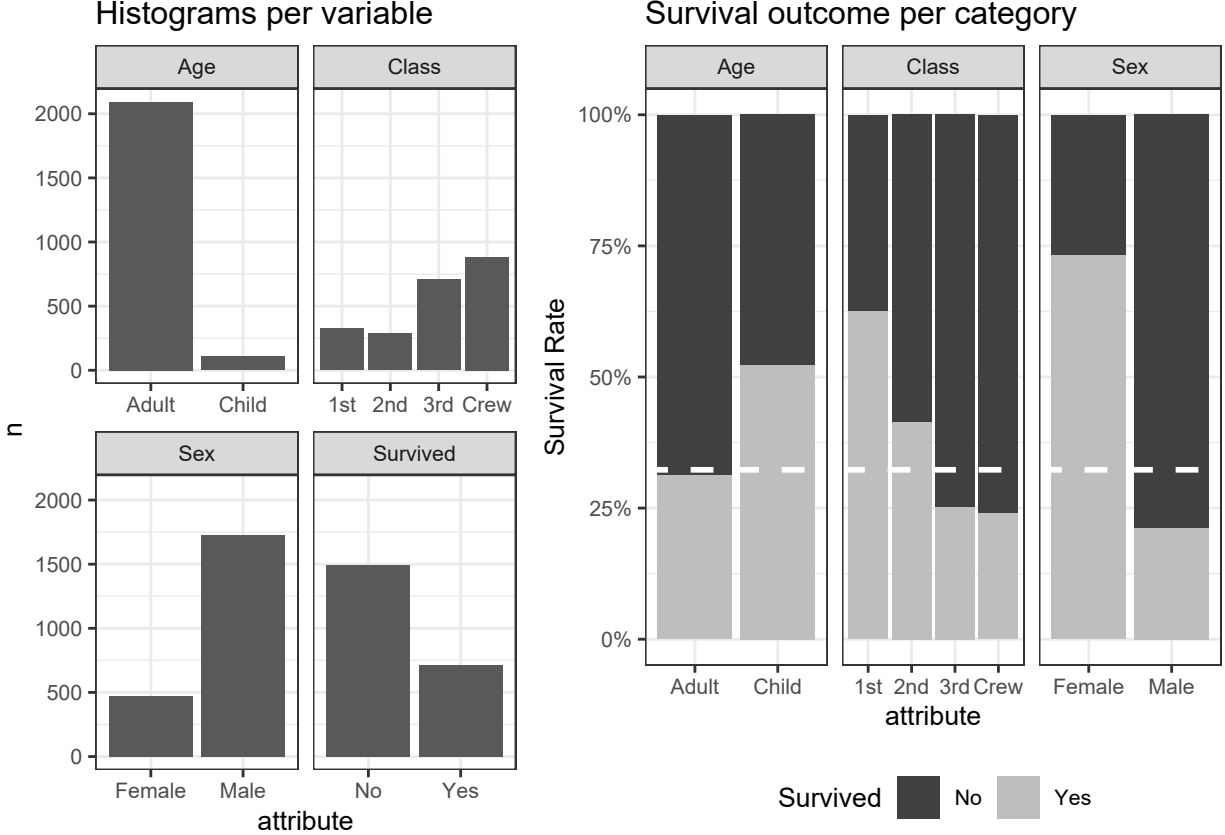 Histograms per variable
Age Class
2000
1500
1000
500
0
Adult Child 1st 2nd 3rd Crew
n
Sex Survived
2000
1500
1000
500
0
Female Male No Yes
attribute
Survival outcome per category
Age Class Sex
100%
75%
50%
25%
0%
Survival Rate
Adult Child 1st 2nd 3rd Crew Female Male
attribute
Survived No Yes